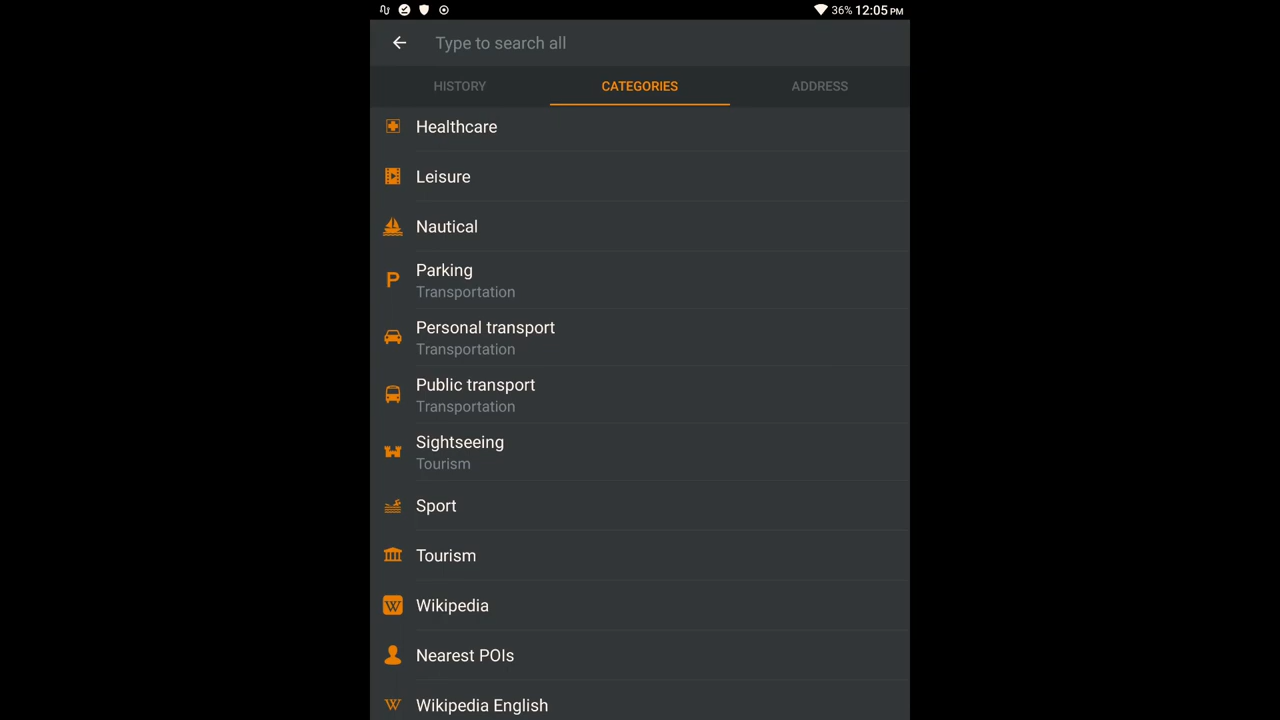 36% 12:05 PM
Type to search all
HISTORY CATEGORIES ADDRESS
Healthcare
Leisure
Nautical
P Parking
Transportation
Personal transport
Transportation
Public transport
Transportation
Sightseeing
Tourism
Sport
Tourism
W Wikipedia
Nearest POIs
W Wikipedia English